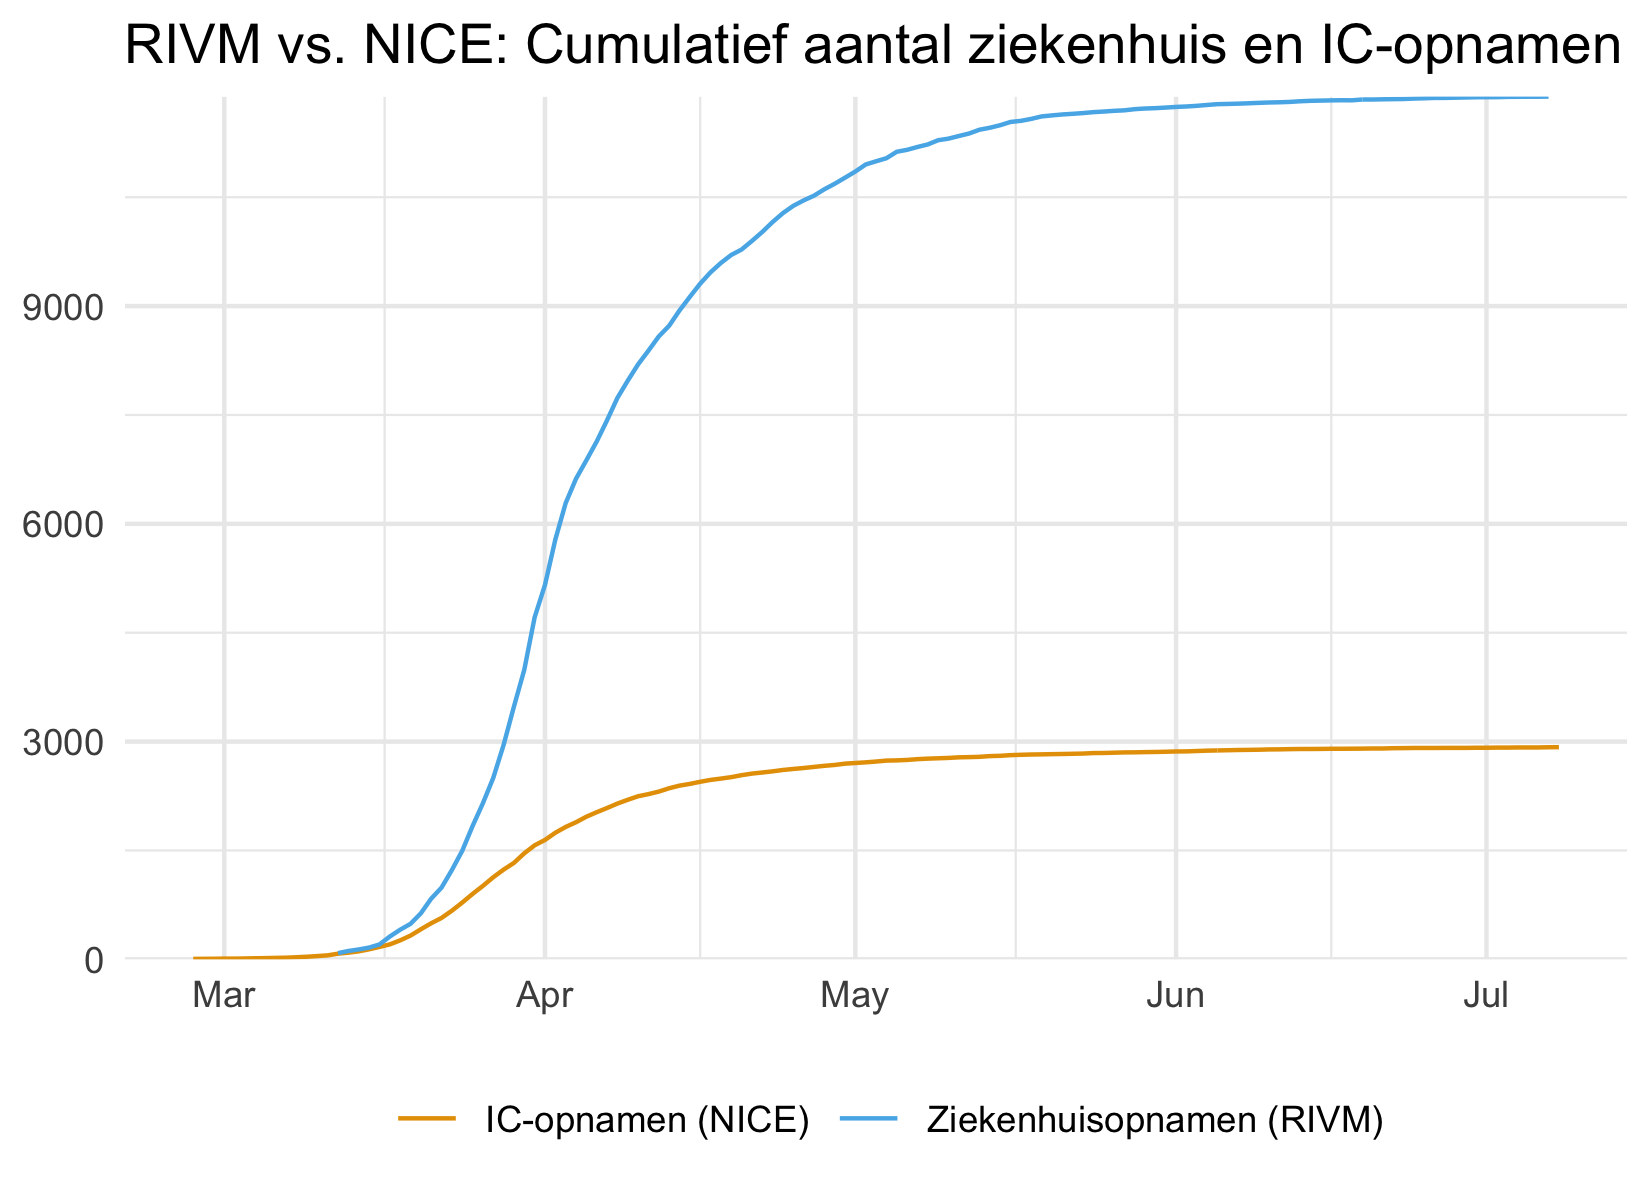 RIVM vs. NICE: Cumulatief aantal ziekenhuis en IC-opnamen
9000
6000
3000
0
Mar Apr May Jun Jul
IC-opnamen (NICE) Ziekenhuisopnamen (RIVM)